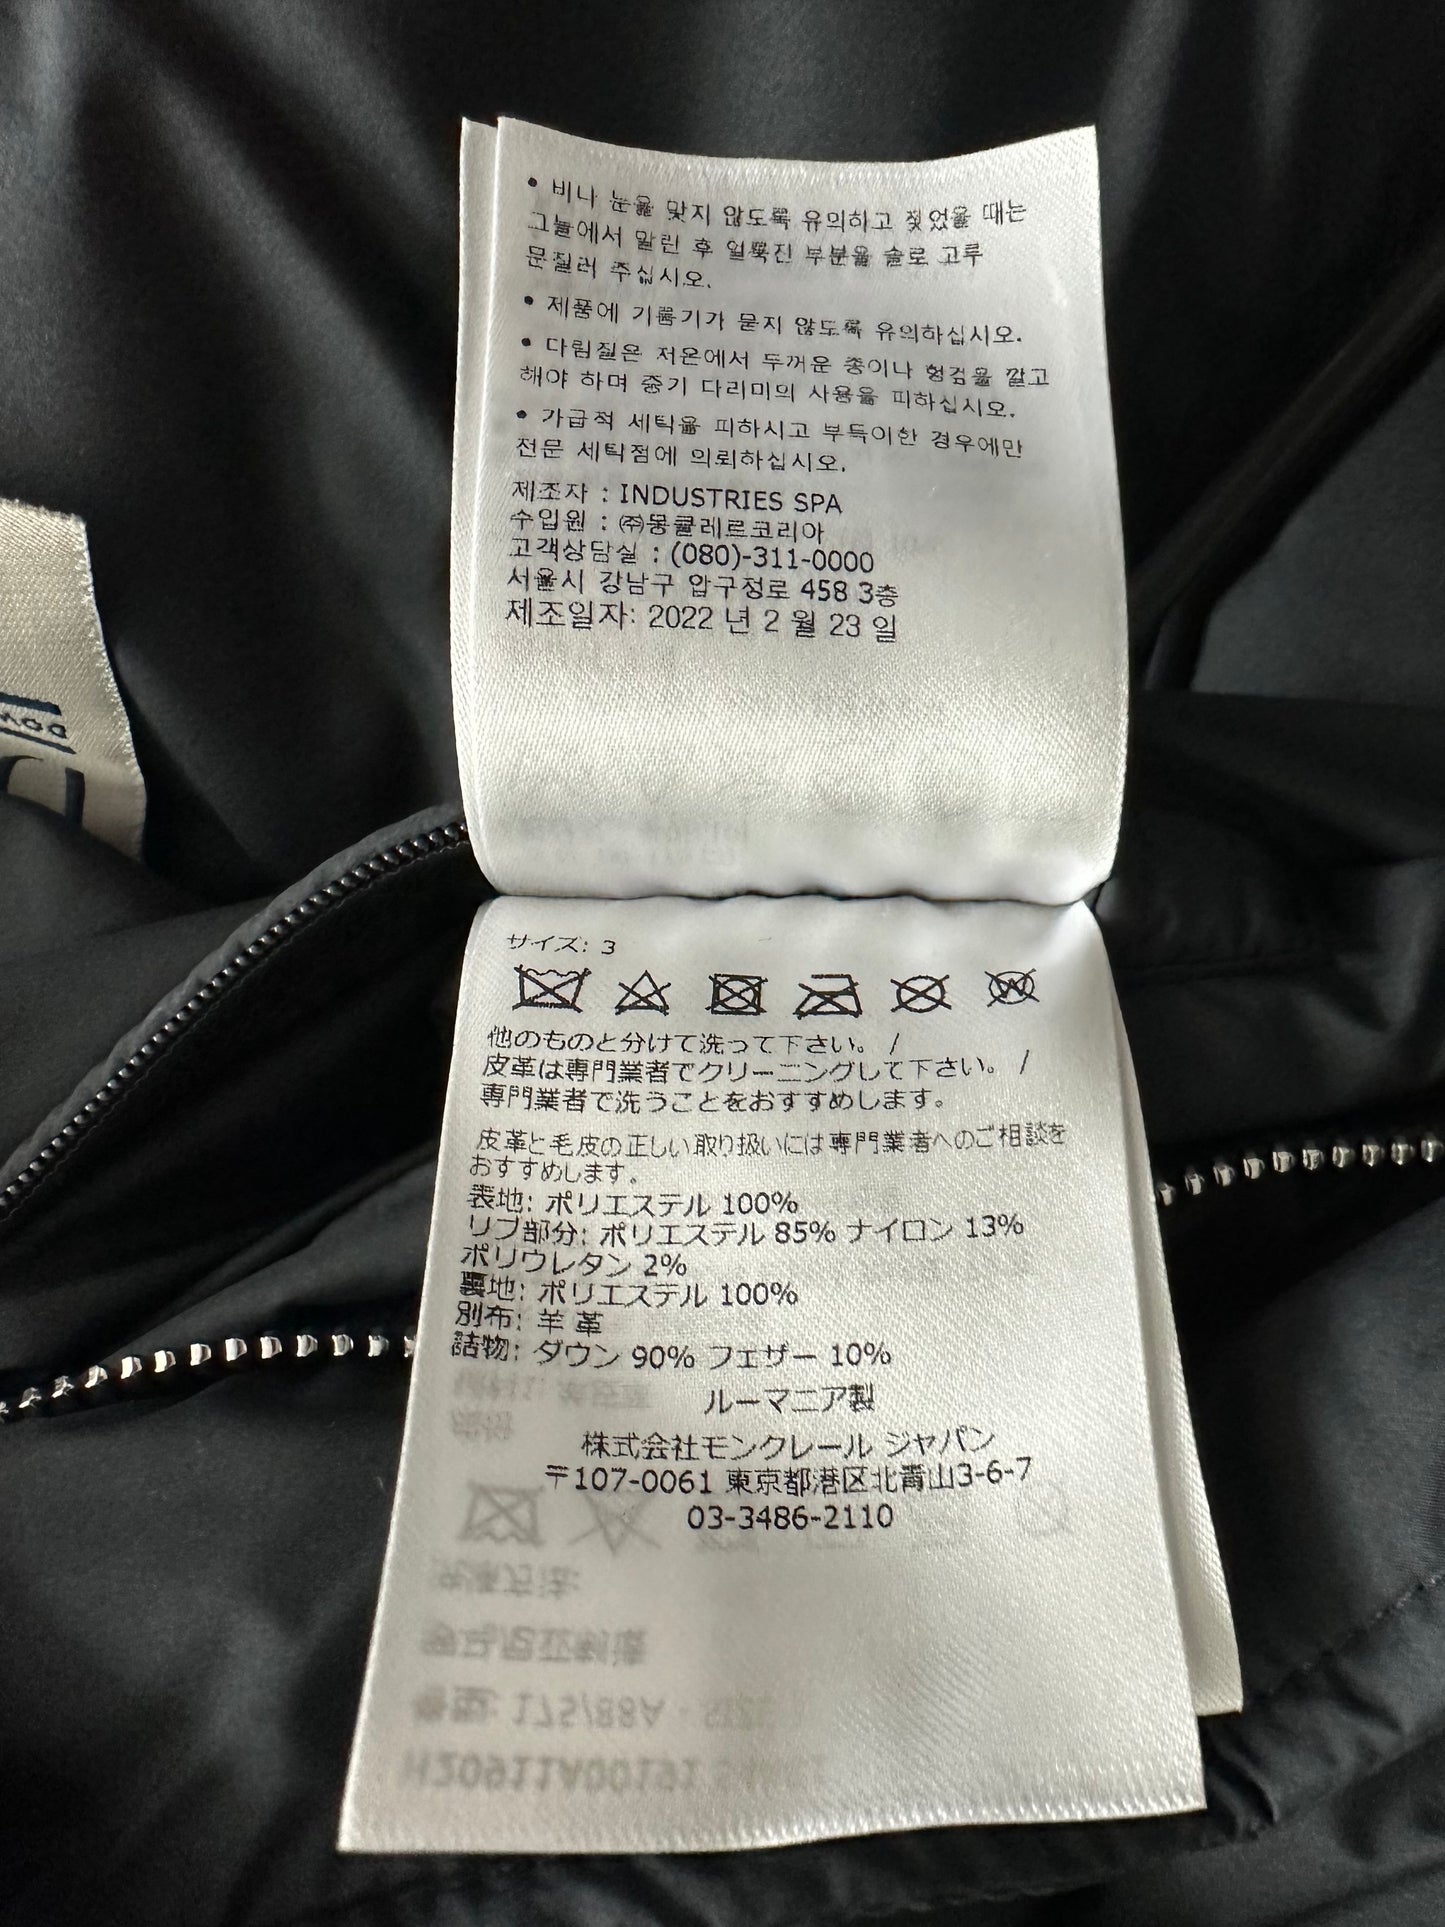 • 비나 눈을 맞지 않도록 유의하고 젖었을 때는
그늘에서 말린 후 얼룩진 부분을 솔로 고루
문질러 주십시오.
• 제품에 기름기가 묻지 않도록 유의하십시오.
• 다림질은 저온에서 두꺼운 종이나 헝겊을 깔고
해야 하며 증기 다리미의 사용을 피하십시오.
• 가급적 세탁을 피하시고 부득이한 경우에만
전문 세탁점에 의뢰하십시오.
제조자 : INDUSTRIES SPA
수입원 : ㈜몽클레르코리아
고객상담실 : (080)-311-0000
서울시 강남구 압구정로 458 3층
제조일자: 2022 년 2 월 23 일
サイズ: 3
他のものと分けて洗って下さい。 /
皮革は専門業者でクリーニングして下さい。 /
専門業者で洗うことをおすすめします。
皮革と毛皮の正しい取り扱いには専門業者へのご相談を
おすすめします。
表地: ポリエステル 100%
リブ部分: ポリエステル 85% ナイロン 13%
ポリウレタン 2%
裏地: ポリエステル 100%
別布: 羊 革
詰物: ダウン 90% フェザー 10%
ルーマニア製
株式会社モンクレール ジャパン
〒107-0061 東京都港区北青山3-6-7
03-3486-2110
175/88A
H20911A00191